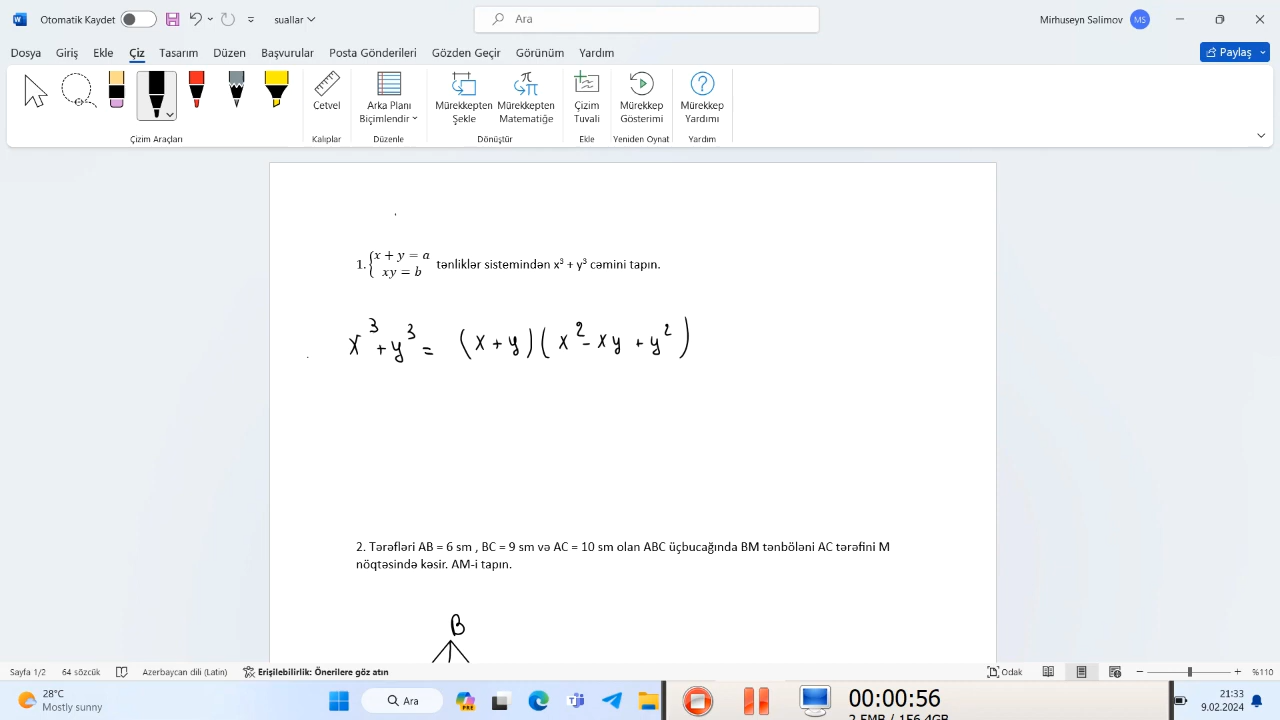 Otomatik Kaydet
suallar
Ara
Mirhuseyn Səlimov
MS
Dosya Giriş Ekle Çiz Tasarım Düzen Başvurular Posta Gönderileri Gözden Geçir Görünüm Yardım
Paylaş
Cetvel
Arka Planı Biçimlendir
Mürekkepten Şekle
Mürekkepten Matematiğe
Çizim Tuvali
Mürekkep Gösterimi
Mürekkep Yardımı
Çizim Araçları Kalıplar Düzenle Dönüştür Ekle Yeniden Oynat Yardım
1. {x + y = a
xy = b tənliklər sistemindən x³ + y³ cəmini tapın.
x³ + y³ = (x + y)(x² - xy + y²)
2. Tərəfləri AB = 6 sm , BC = 9 sm və AC = 10 sm olan ABC üçbucağında BM tənböləni AC tərəfini M
nöqtəsində kəsir. AM-i tapın.
B
Sayfa 1/2 64 sözcük Azerbaycan dili (Latin) Erişilebilirlik: Önerilere göz atın Odak %110
28°C
Mostly sunny
Ara
PRE
00:00:56
21:33
9.02.2024